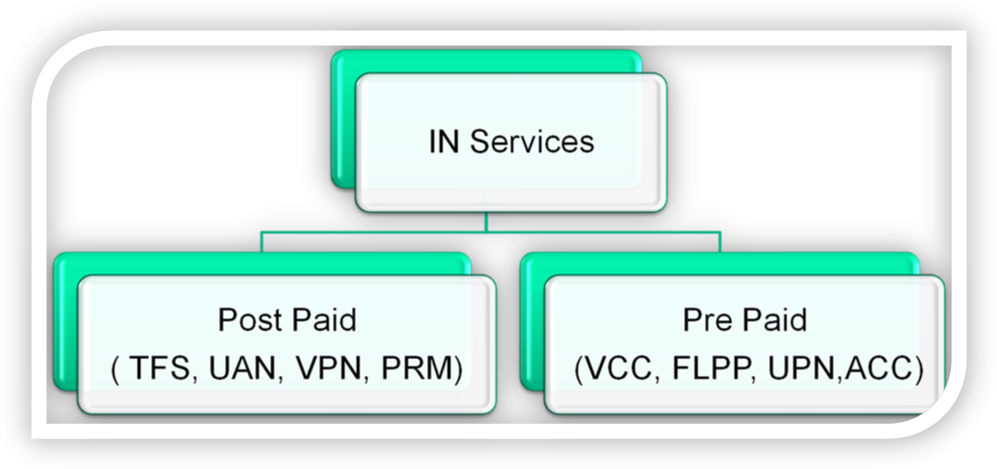 IN Services
Post Paid
( TFS, UAN, VPN, PRM)
Pre Paid
(VCC, FLPP, UPN,ACC)